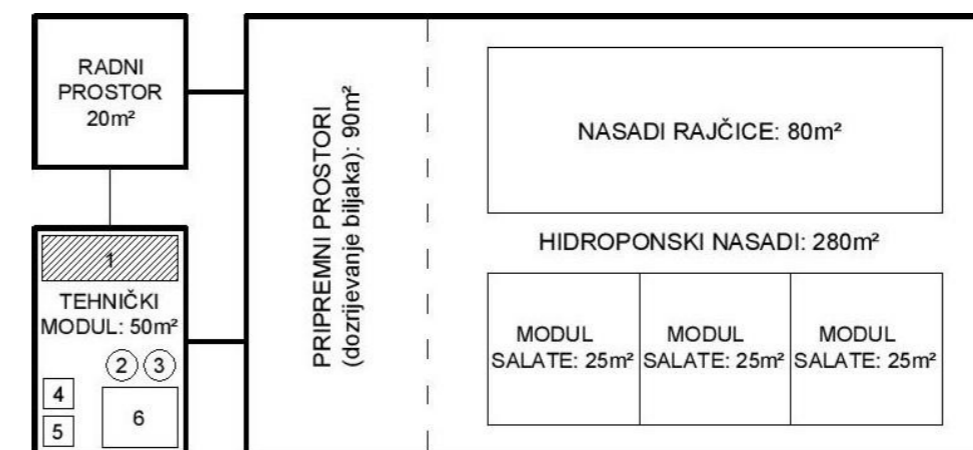 RADNI
PROSTOR
20m²
1
TEHNIČKI
MODUL: 50m²
2
3
4
5
6
PRIPREMNI PROSTORI
(dozrijevanje biljaka): 90m²
NASADI RAJČICE: 80m²
HIDROPONSKI NASADI: 280m²
MODUL
SALATE: 25m²
MODUL
SALATE: 25m²
MODUL
SALATE: 25m²